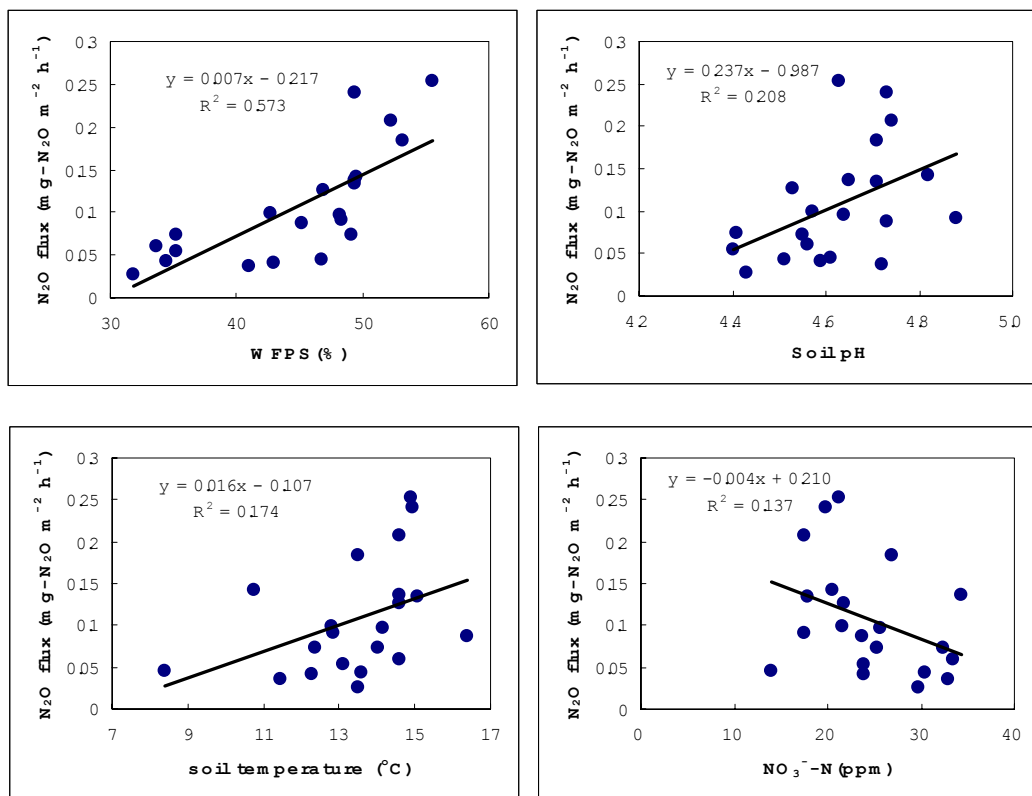 N₂O flux (mg-N₂O m⁻² h⁻¹)
0.3
0.25
0.2
0.15
0.1
0.05
0
y = 0.007x - 0.217
R² = 0.573
30 40 50 60
WFPS (%)
N₂O flux (mg-N₂O m⁻² h⁻¹)
0.3
0.25
0.2
0.15
0.1
0.05
0
y = 0.237x - 0.987
R² = 0.208
4.2 4.4 4.6 4.8 5.0
Soil pH
N₂O flux (mg-N₂O m⁻² h⁻¹)
0.3
0.25
0.2
0.15
0.1
0.05
0
y = 0.016x - 0.107
R² = 0.174
7 9 11 13 15 17
soil temperature (°C)
N₂O flux (mg-N₂O m⁻² h⁻¹)
0.3
0.25
0.2
0.15
0.1
0.05
0
y = -0.004x + 0.210
R² = 0.137
0 10 20 30 40
NO₃⁻-N (ppm)